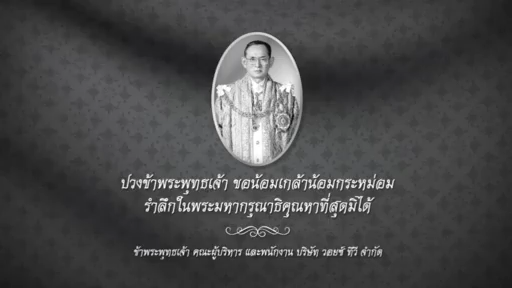 ปวงข้าพระพุทธเจ้า ขอน้อมเกล้าน้อมกระหม่อม
รำลึกในพระมหากรุณาธิคุณหาที่สุดมิได้
ข้าพระพุทธเจ้า คณะผู้บริหาร และพนักงาน บริษัท วอยซ์ ทีวี จำกัด